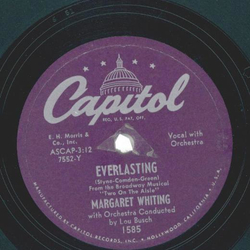 Capitol
REG. U.S. PAT. OFF.
E. H. Morris &
Co., Inc.
ASCAP-3:12
7552-Y
Vocal with
Orchestra
EVERLASTING
(Styne-Comden-Green)
From the Broadway Musical
"Two On The Aisle"
MARGARET WHITING
with Orchestra Conducted
by Lou Busch
1585
CAPITOL RECORDS, INC.
HOLLYWOOD, CALIFORNIA, U.S.A.